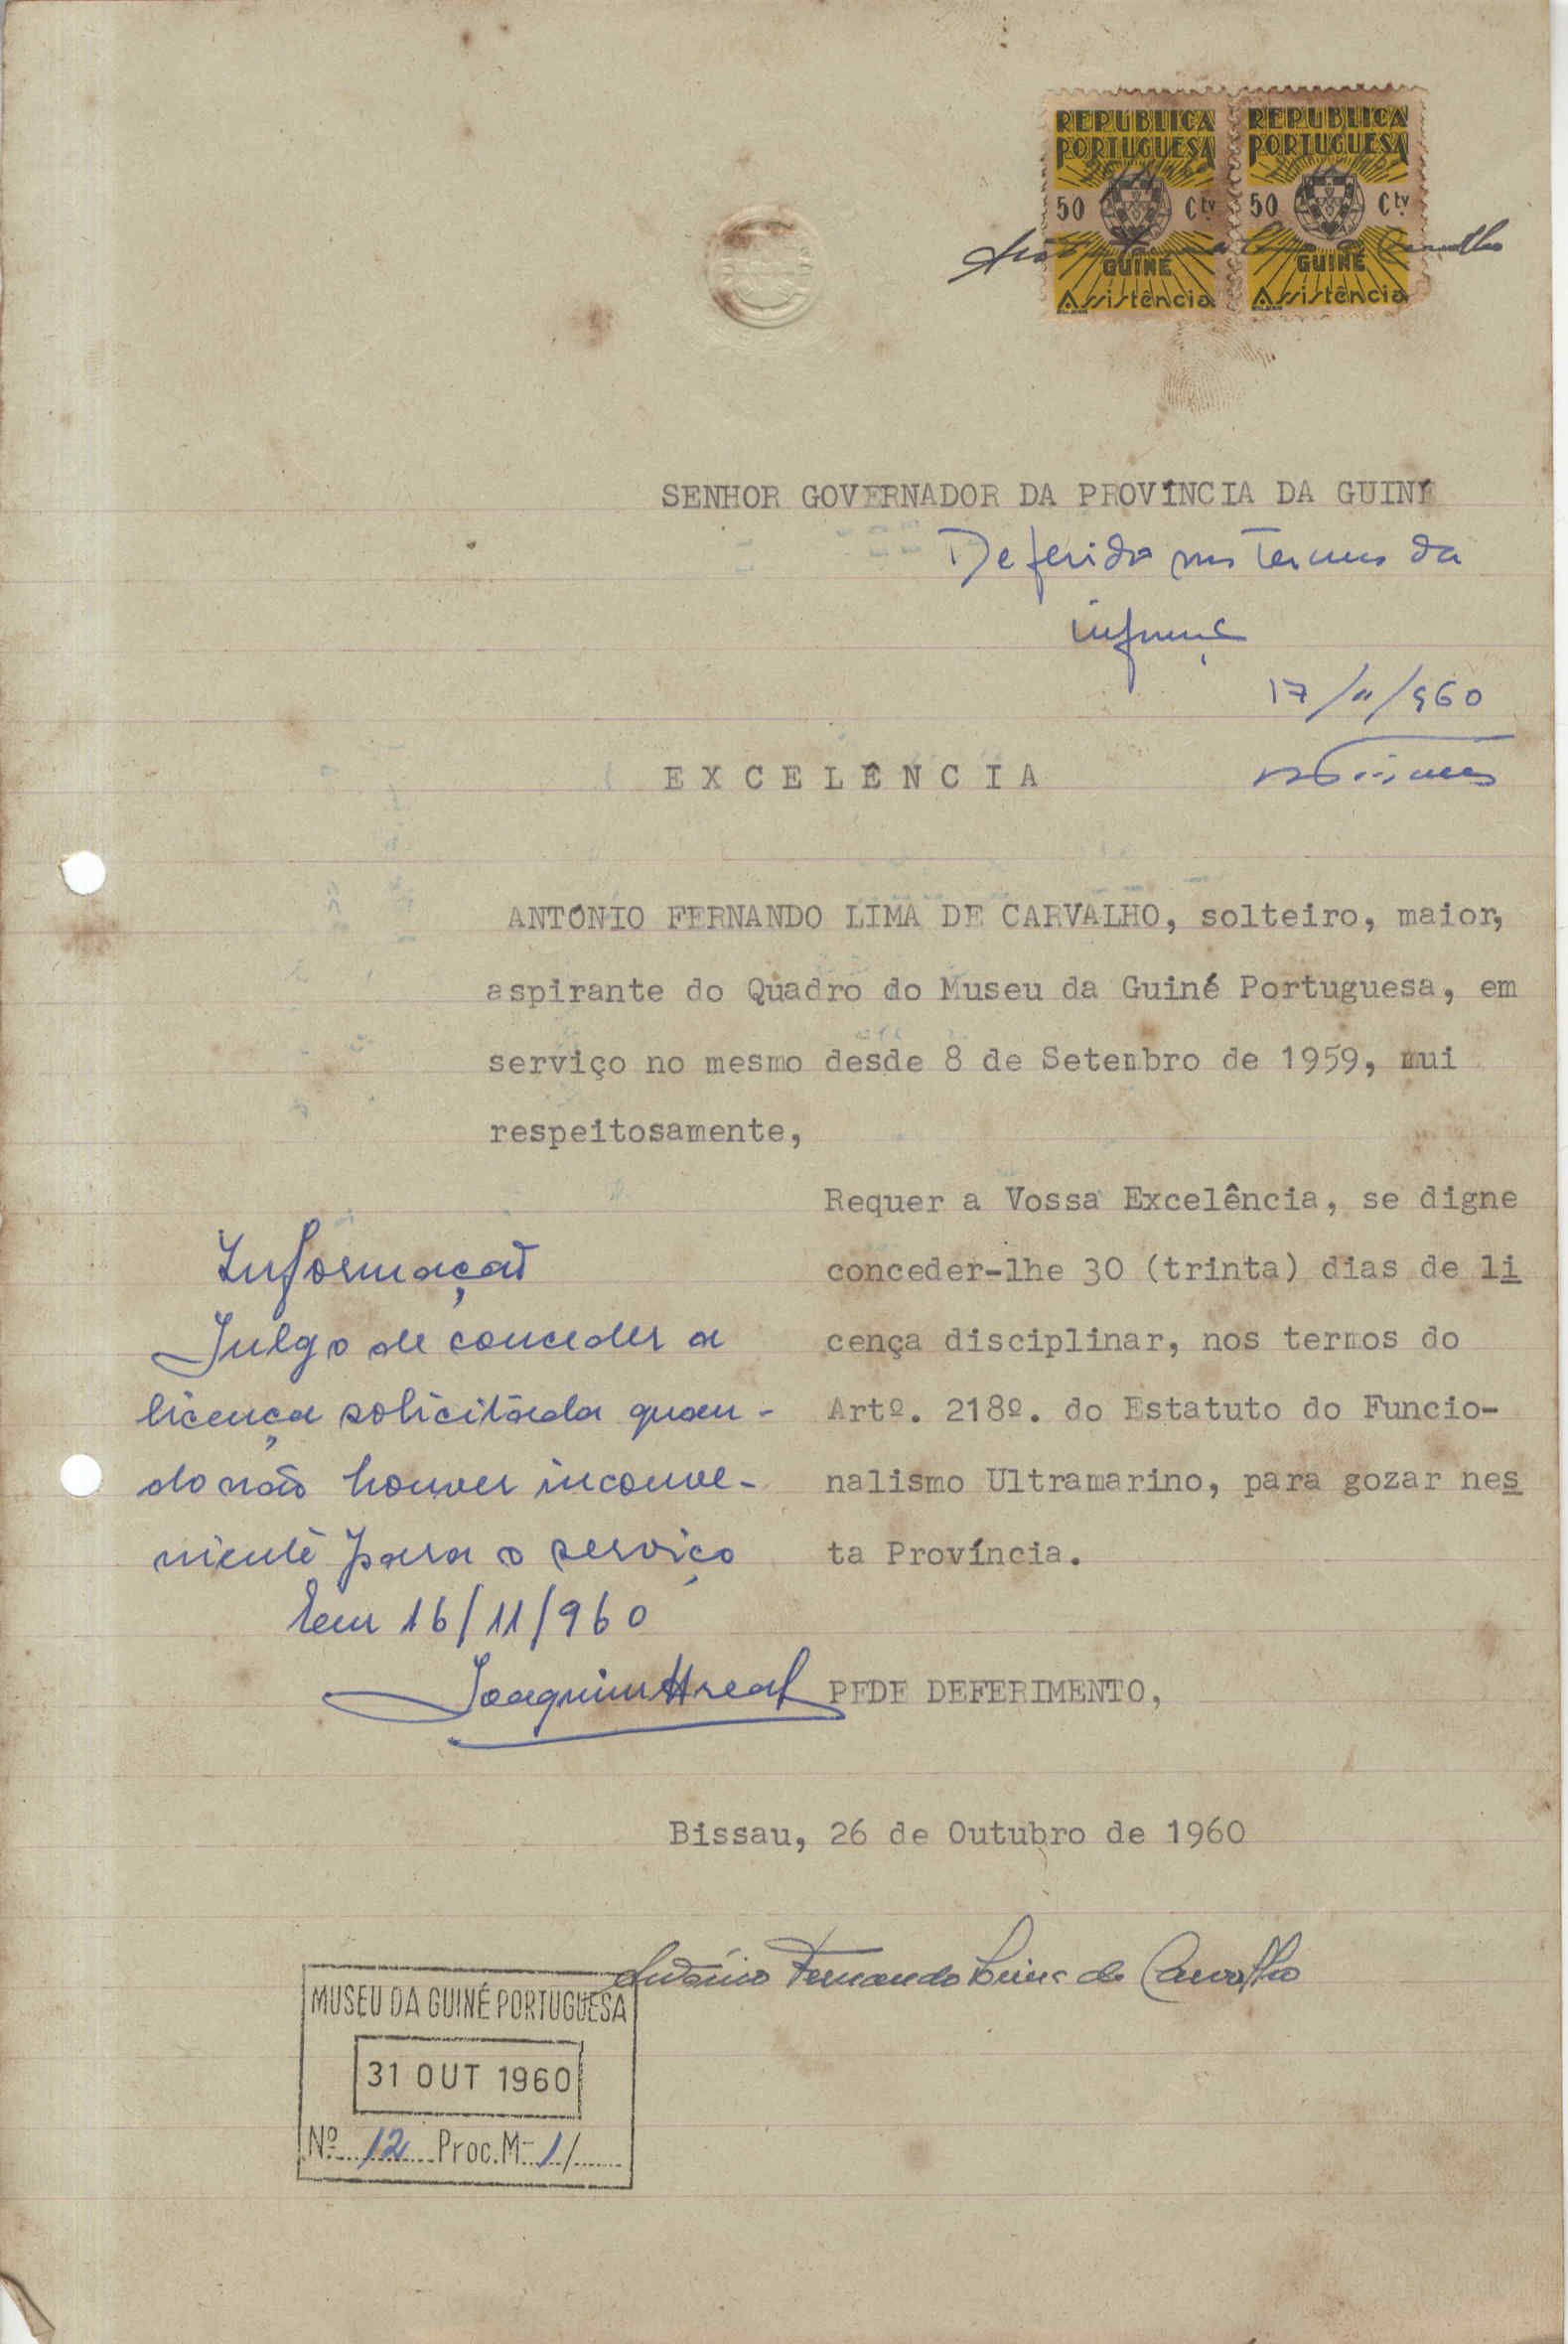 REPUBLICA PORTUGUESA
50 Ctv
GUINÉ
Assistência
REPUBLICA PORTUGUESA
50 Ctv
GUINÉ
Assistência
SENHOR GOVERNADOR DA PROVÍNCIA DA GUINÉ
Deferido nos termos da
17/11/960
EXCELÊNCIA
ANTÓNIO FERNANDO LIMA DE CARVALHO, solteiro, maior,
aspirante do Quadro do Museu da Guiné Portuguesa, em
serviço no mesmo desde 8 de Setembro de 1959, mui
respeitosamente,
Requer a Vossa Excelência, se digne
conceder-lhe 30 (trinta) dias de li
cença disciplinar, nos termos do
Artº. 218º. do Estatuto do Funcio-
nalismo Ultramarino, para gozar nes
ta Província.
Informação
Julgo de conceder a
licença solicitada quan-
do não houver inconve-
niente para o serviço
Em 16/11/960
Joaquim Areal
PEDE DEFERIMENTO,
Bissau, 26 de Outubro de 1960
António Fernando Lima de Carvalho
MUSEU DA GUINÉ PORTUGUESA
31 OUT 1960
Nº 12 Proc. M-1/